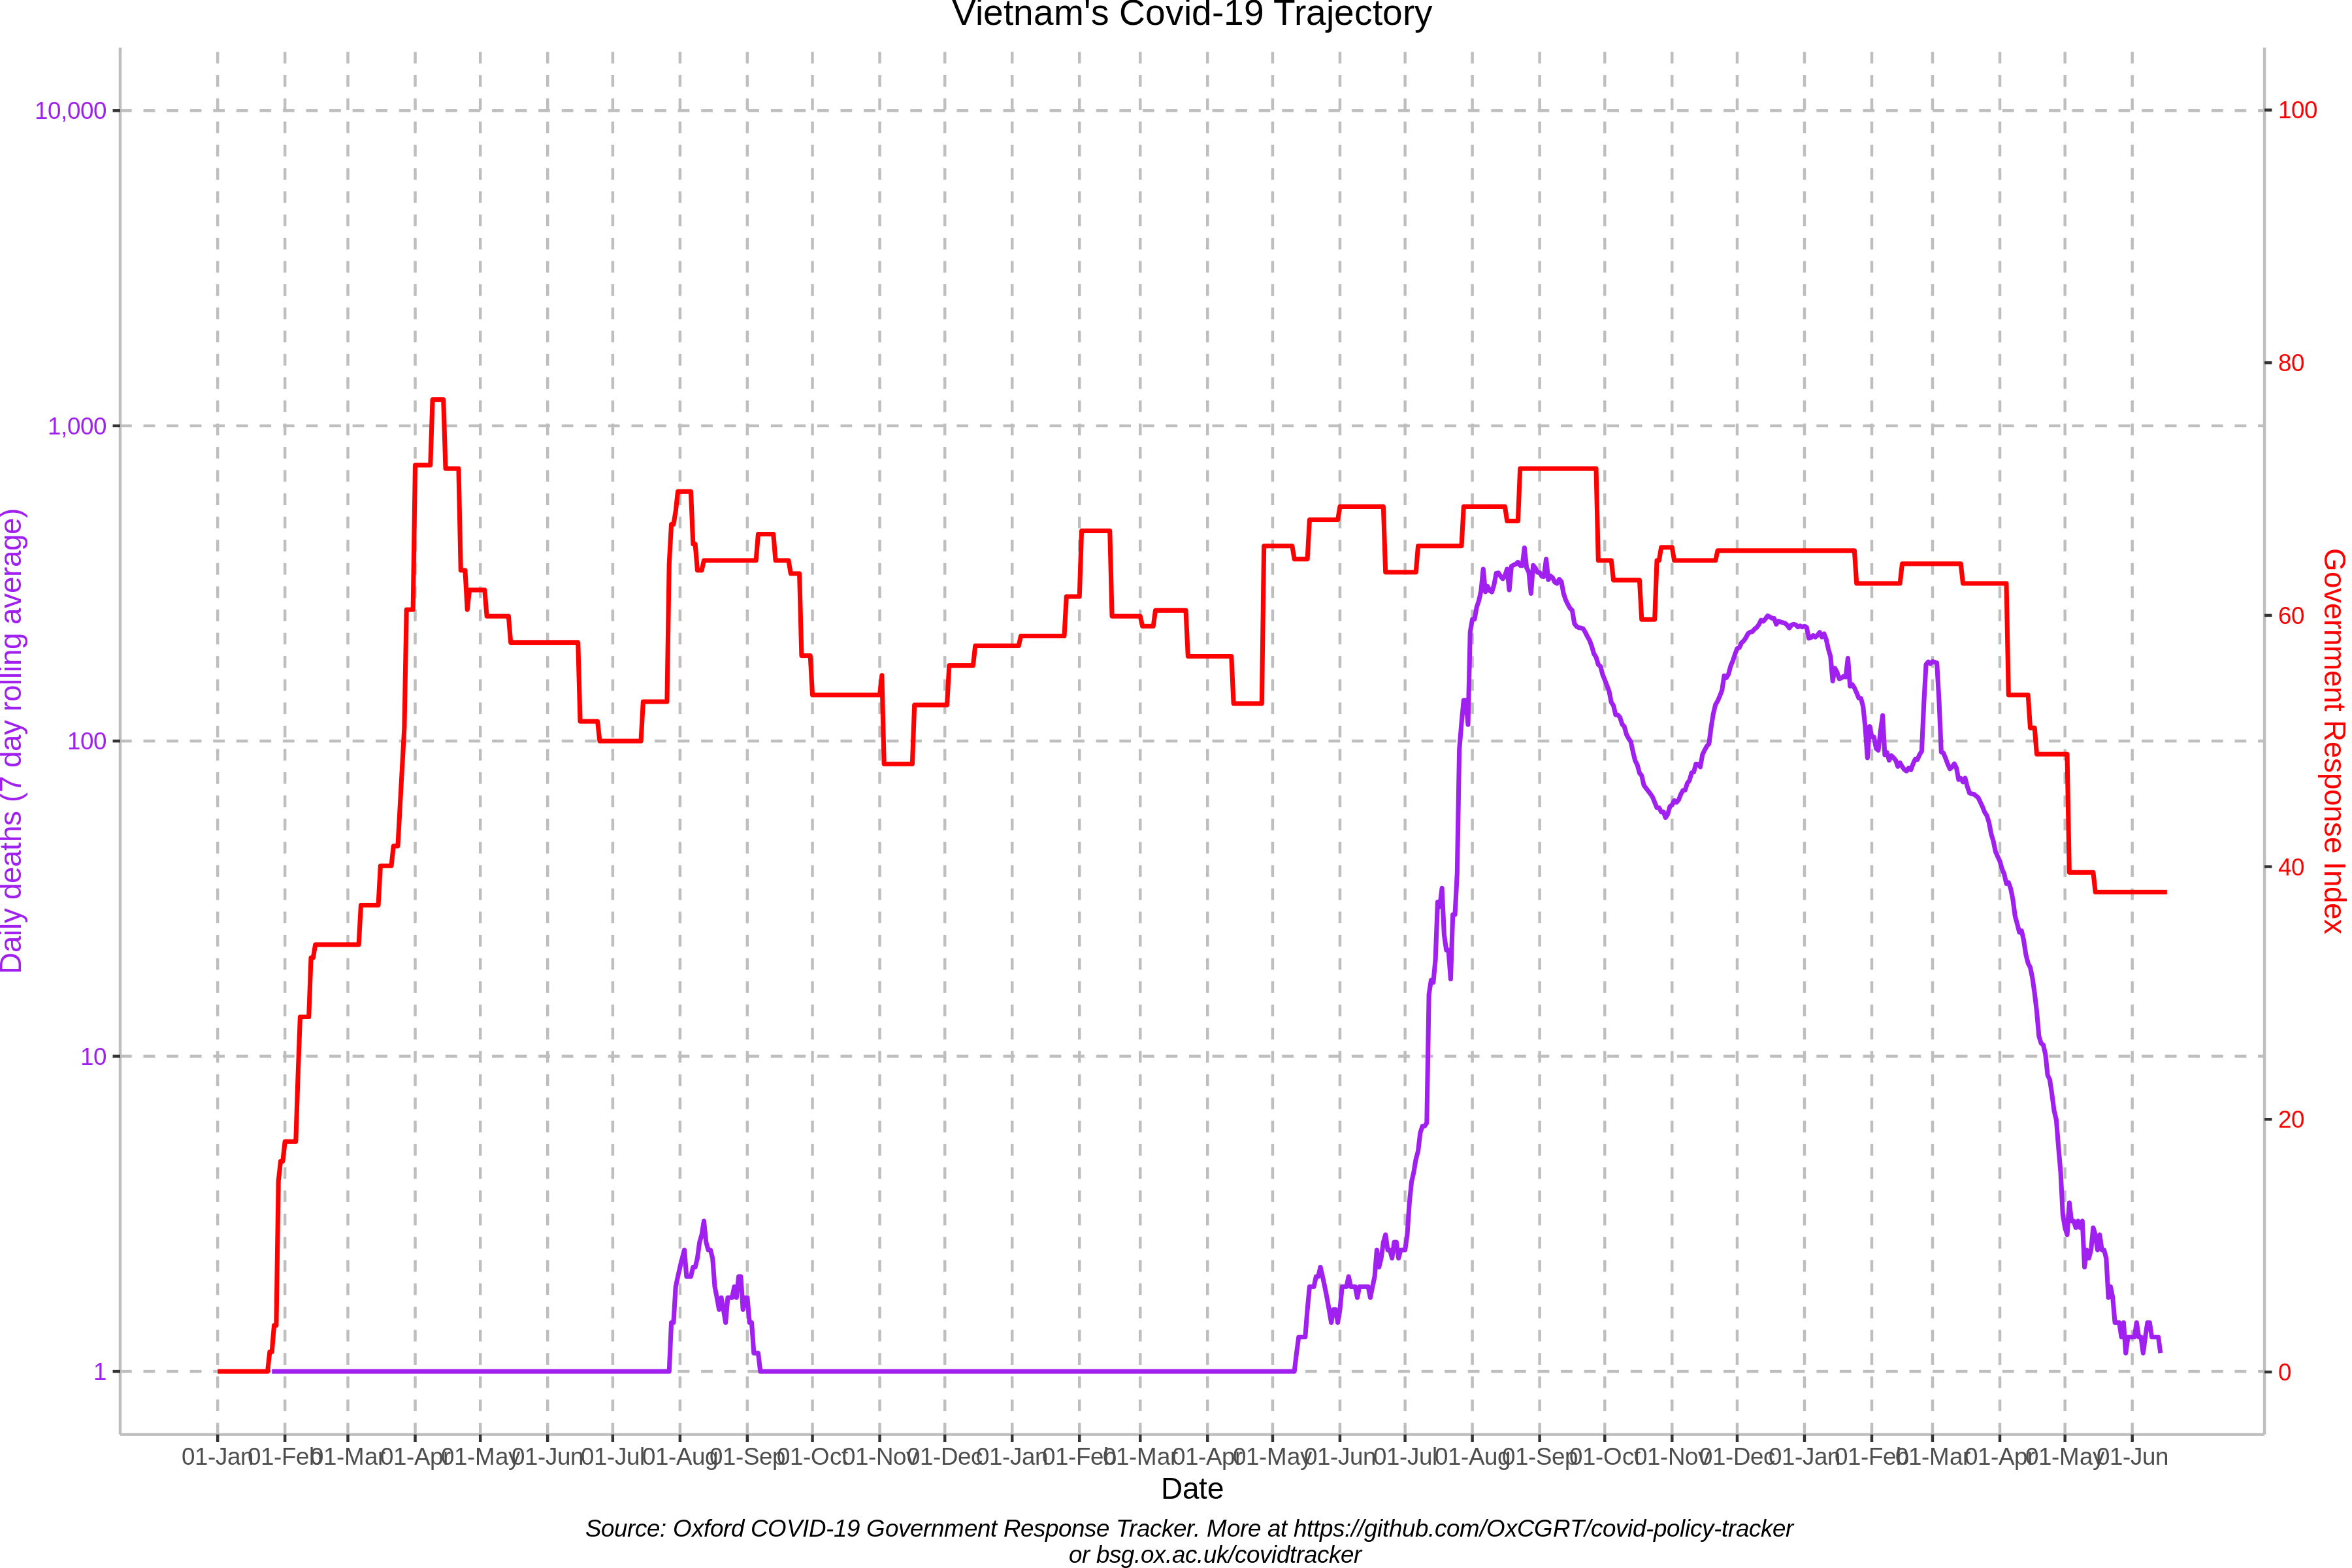 Vietnam's Covid-19 Trajectory
Daily deaths (7 day rolling average)
10,000
1,000
100
10
1
Government Response Index
100
80
60
40
20
0
01-Jan 01-Feb 01-Mar 01-Apr 01-May 01-Jun 01-Jul 01-Aug 01-Sep 01-Oct 01-Nov 01-Dec 01-Jan 01-Feb 01-Mar 01-Apr 01-May 01-Jun 01-Jul 01-Aug 01-Sep 01-Oct 01-Nov 01-Dec 01-Jan 01-Feb 01-Mar 01-Apr 01-May 01-Jun
Date
Source: Oxford COVID-19 Government Response Tracker. More at https://github.com/OxCGRT/covid-policy-tracker
or bsg.ox.ac.uk/covidtracker